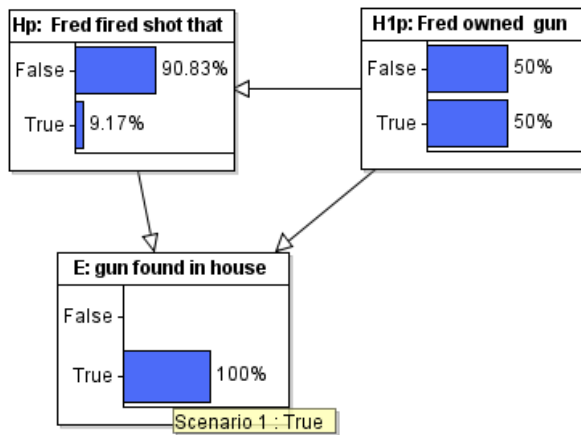 Hp: Fred fired shot that
False
90.83%
True
9.17%
H1p: Fred owned gun
False
50%
True
50%
E: gun found in house
False
True
100%
Scenario 1 : True